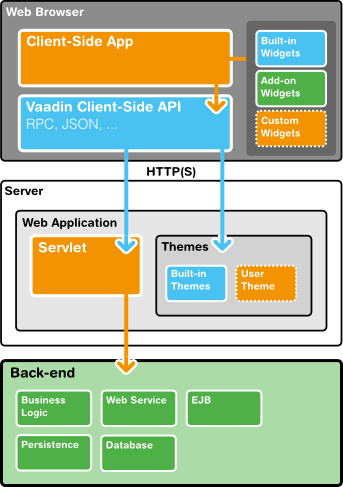 Web Browser
Client-Side App
Built-in
Widgets
Add-on
Widgets
Custom
Widgets
Vaadin Client-Side API
RPC, JSON, ...
HTTP(S)
Server
Web Application
Servlet
Themes
Built-in
Themes
User
Theme
Back-end
Business
Logic
Web Service
EJB
Persistence
Database